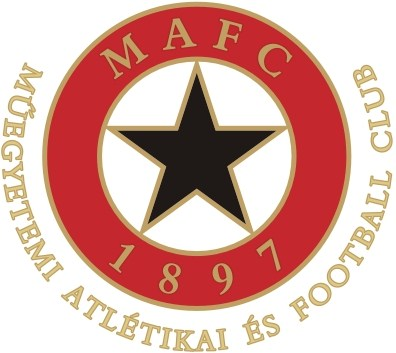 MAFC
1897
MŰEGYETEMI ATLÉTIKAI ÉS FOOTBALL CLUB